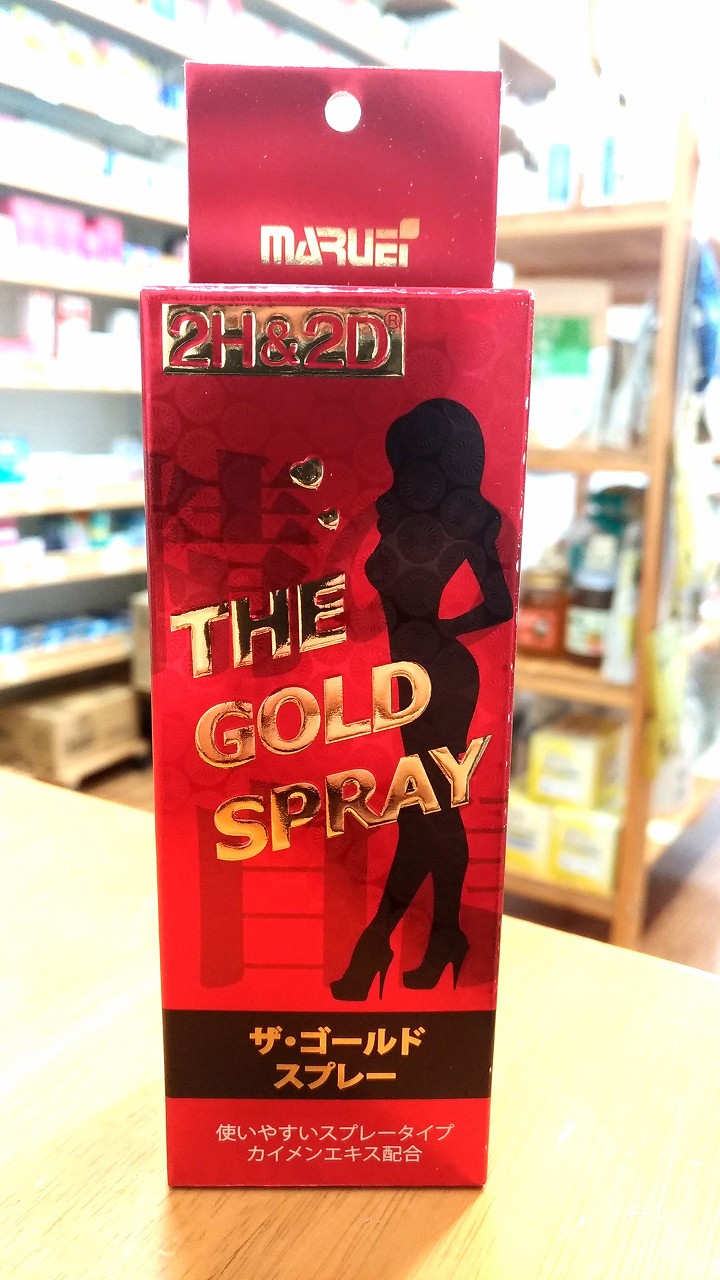 MARUEI
2H&2D®
THE
GOLD
SPRAY
ザ・ゴールド
スプレー
使いやすいスプレータイプ
カイメンエキス配合